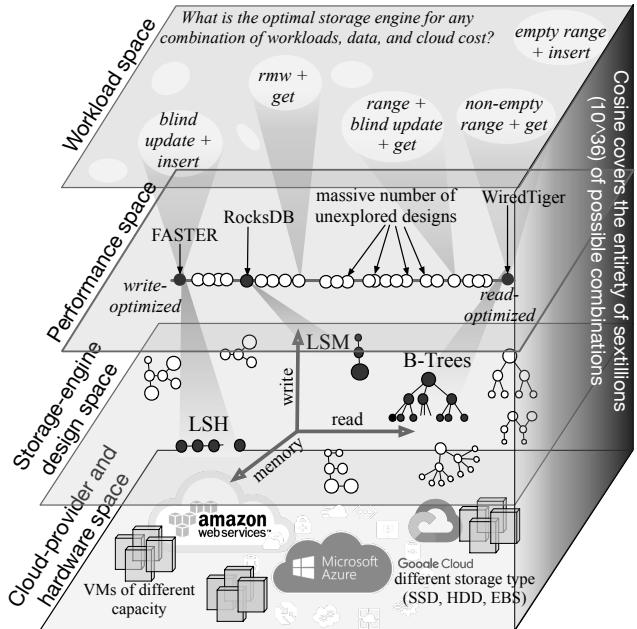 What is the optimal storage engine for any
combination of workloads, data, and cloud cost?
empty range
+ insert
rmw +
get
blind
update +
insert
range +
blind update
+ get
non-empty
range + get
Workload space
Cosine covers the entirety of sextillions
(10^36) of possible combinations
Performance space
massive number of
unexplored designs
WiredTiger
RocksDB
FASTER
write-
optimized
read-
optimized
Storage-engine
design space
LSM
B-Trees
write
read
memory
LSH
Cloud-provider and
hardware space
amazon
web services™
Microsoft
Azure
Google Cloud
VMs of different
capacity
different storage type
(SSD, HDD, EBS)